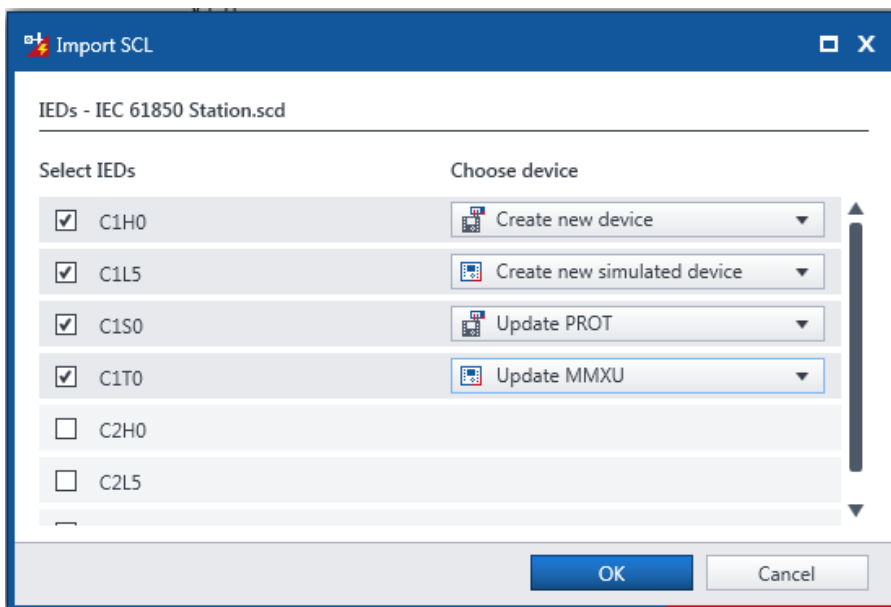 Import SCL
IEDs - IEC 61850 Station.scd
Select IEDs Choose device
C1H0 Create new device
C1L5 Create new simulated device
C1S0 Update PROT
C1T0 Update MMXU
C2H0
C2L5
OK Cancel